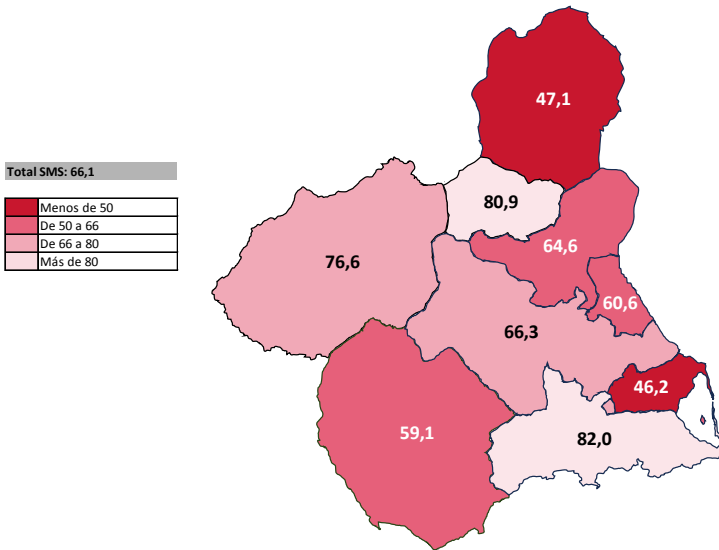 Total SMS: 66,1
Menos de 50
De 50 a 66
De 66 a 80
Más de 80
47,1
80,9
64,6
76,6
60,6
66,3
46,2
59,1
82,0